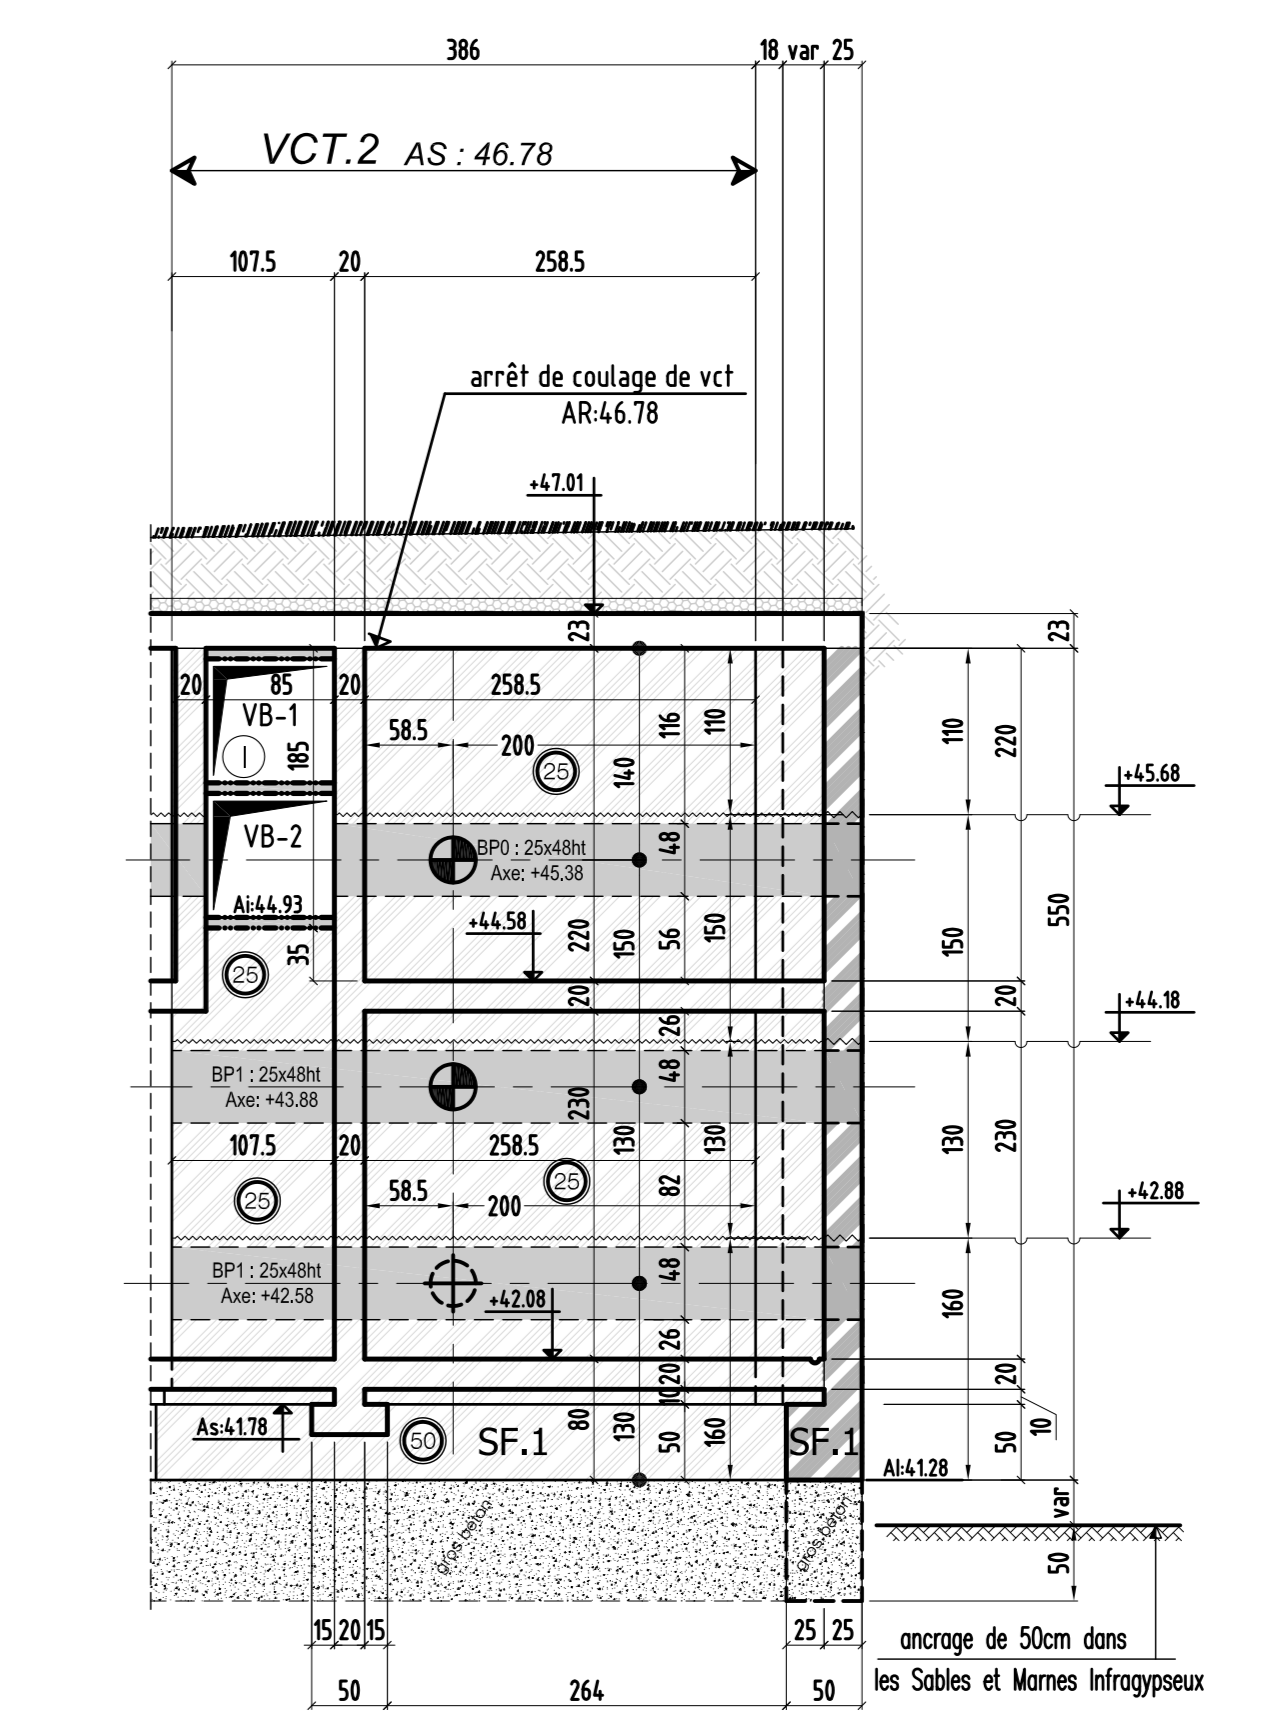 386
18 var 25
VCT.2 AS : 46.78
107.5 20 258.5
arrêt de coulage de vct
AR:46.78
+47.01
23
23
20 85 20 258.5
VB-1
I
185
58.5
200
25
116
110
140
110
220
+45.68
VB-2
BP0 : 25x48ht
Axe: +45.38
48
Ai:44.93
+44.58
35
25
220
150
56
150
150
550
20
20
+44.18
26
BP1 : 25x48ht
Axe: +43.88
48
230
107.5 20 258.5
130
130
130
230
25
58.5
200
25
82
+42.88
BP1 : 25x48ht
Axe: +42.58
48
+42.08
160
26
20
20
10
As:41.78
50
SF.1
80
130
50
160
SF.1
50
10
AI:41.28
var
gros beton
gros beton
50
15 20 15
25 25
ancrage de 50cm dans
les Sables et Marnes Infragypseux
50 264 50